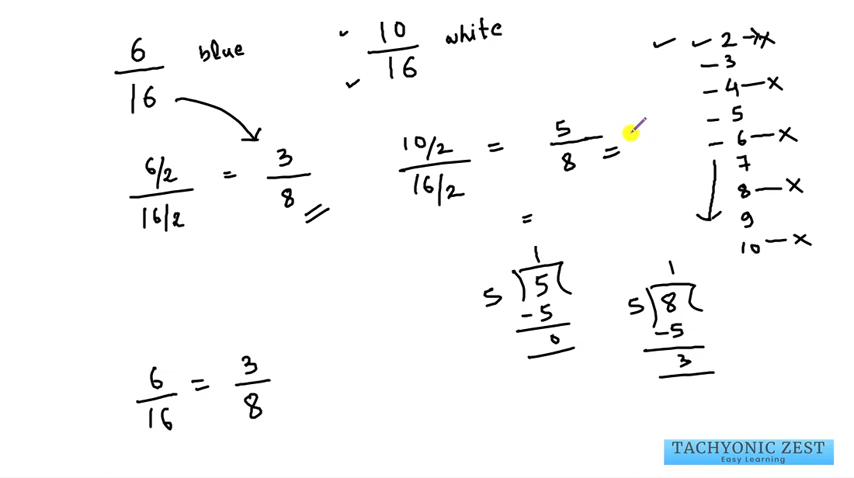 6/16 blue
10/16 white
6/2 / 16/2 = 3/8
10/2 / 16/2 = 5/8 =
=
2 → x
3
4 — x
5
6 — x
7
8 — x
9
10 — x
1
5 ) 5 (
- 5
0
1
5 ) 8 (
- 5
3
6/16 = 3/8
TACHYONIC ZEST
Easy Learning